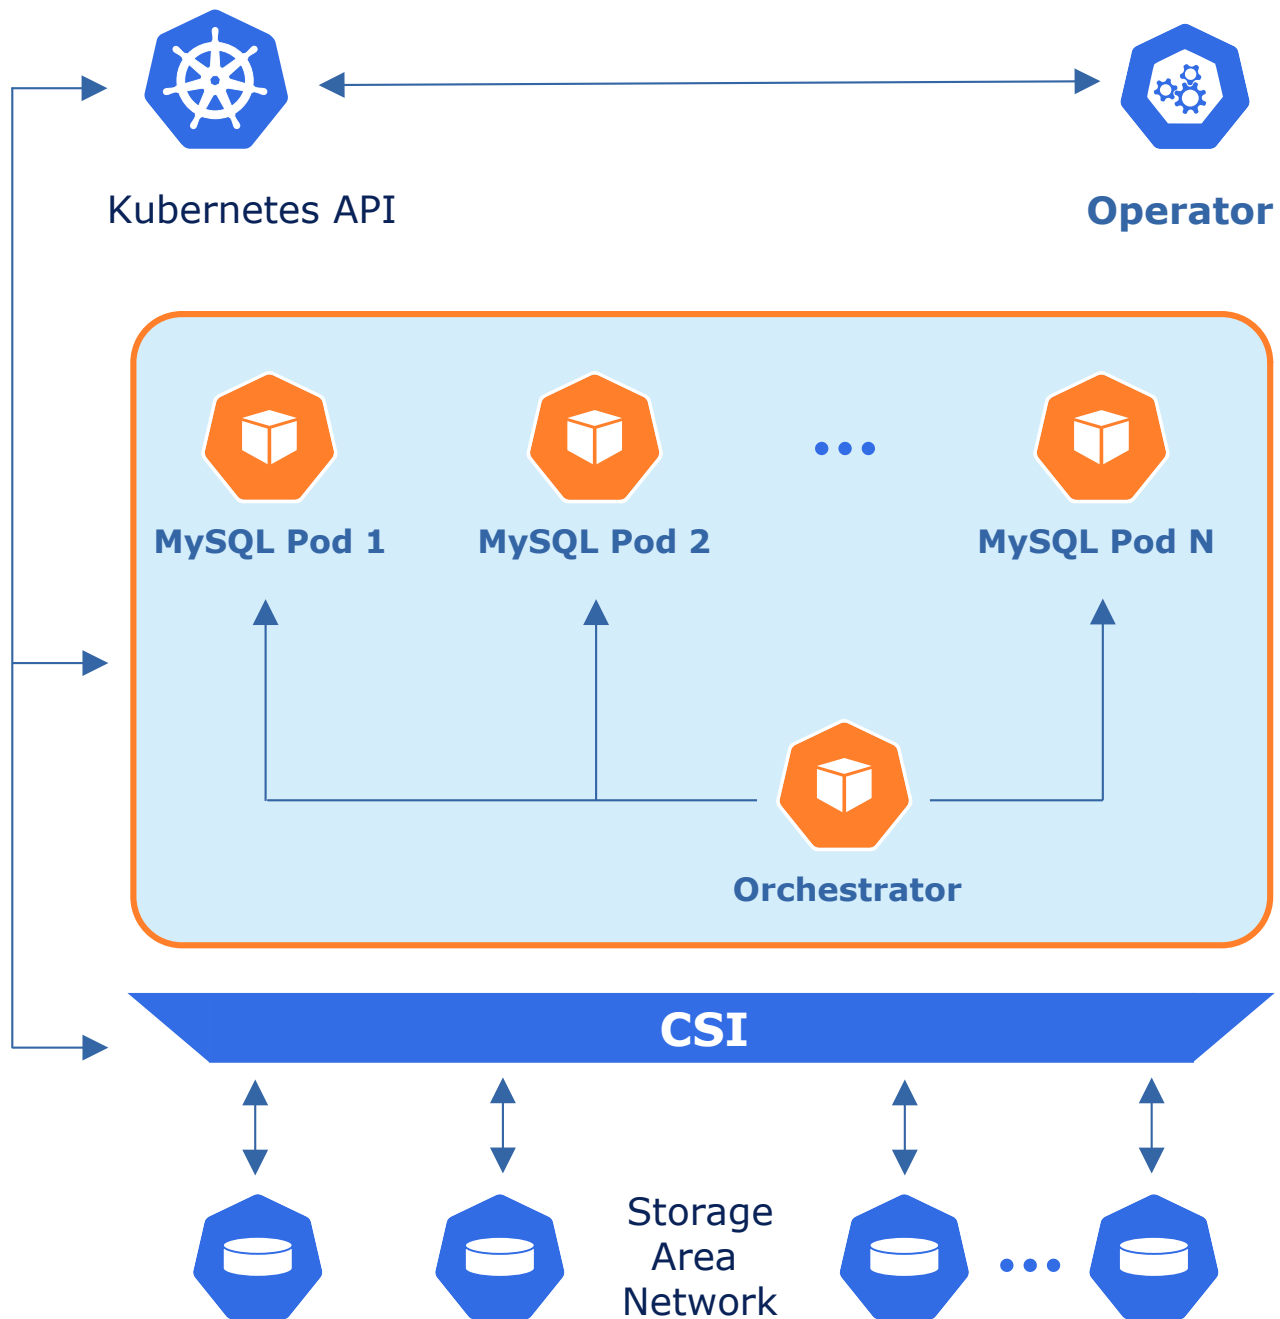 Kubernetes API
Operator
MySQL Pod 1
MySQL Pod 2
MySQL Pod N
Orchestrator
CSI
Storage
Area
Network